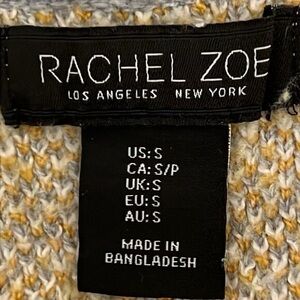 RACHEL ZOE
LOS ANGELES NEW YORK
US: S
CA: S/P
UK: S
EU: S
AU: S
MADE IN
BANGLADESH